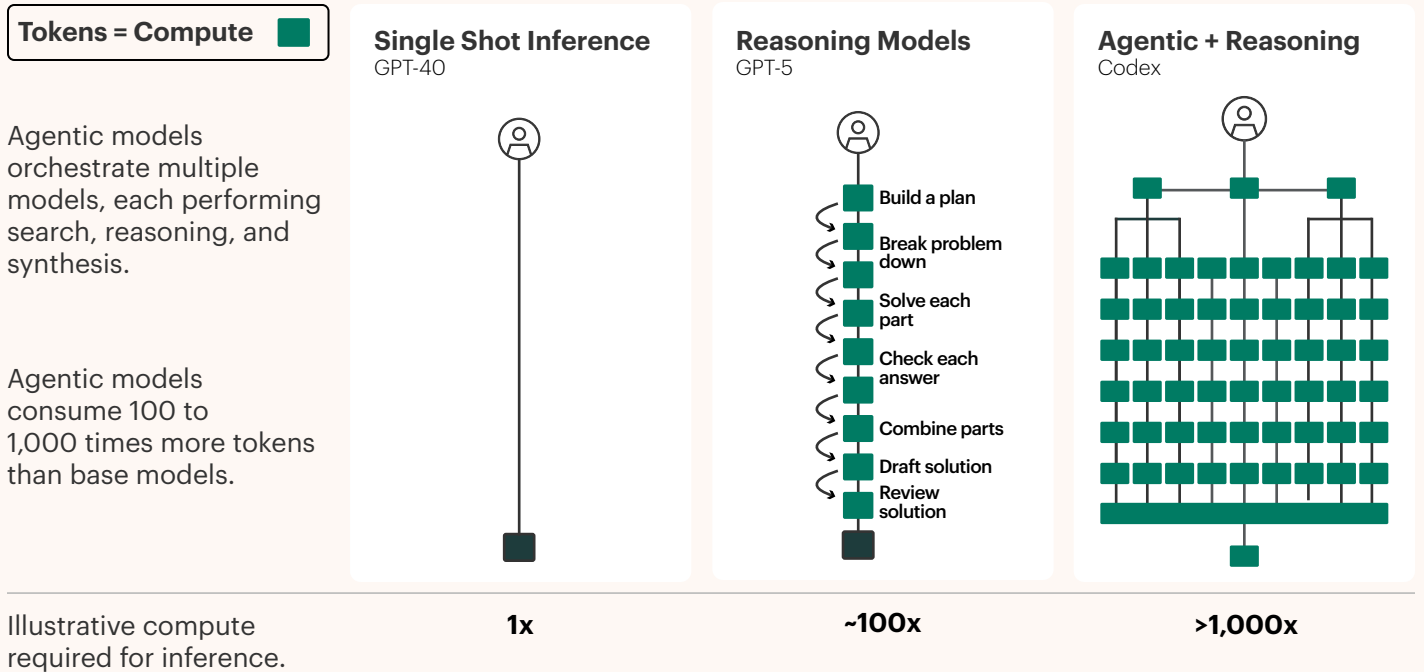 Tokens = Compute
Agentic models
orchestrate multiple
models, each performing
search, reasoning, and
synthesis.
Agentic models
consume 100 to
1,000 times more tokens
than base models.
Single Shot Inference
GPT-40
Reasoning Models
GPT-5
Build a plan
Break problem
down
Solve each
part
Check each
answer
Combine parts
Draft solution
Review
solution
Agentic + Reasoning
Codex
Illustrative compute
required for inference.
1x
~100x
>1,000x